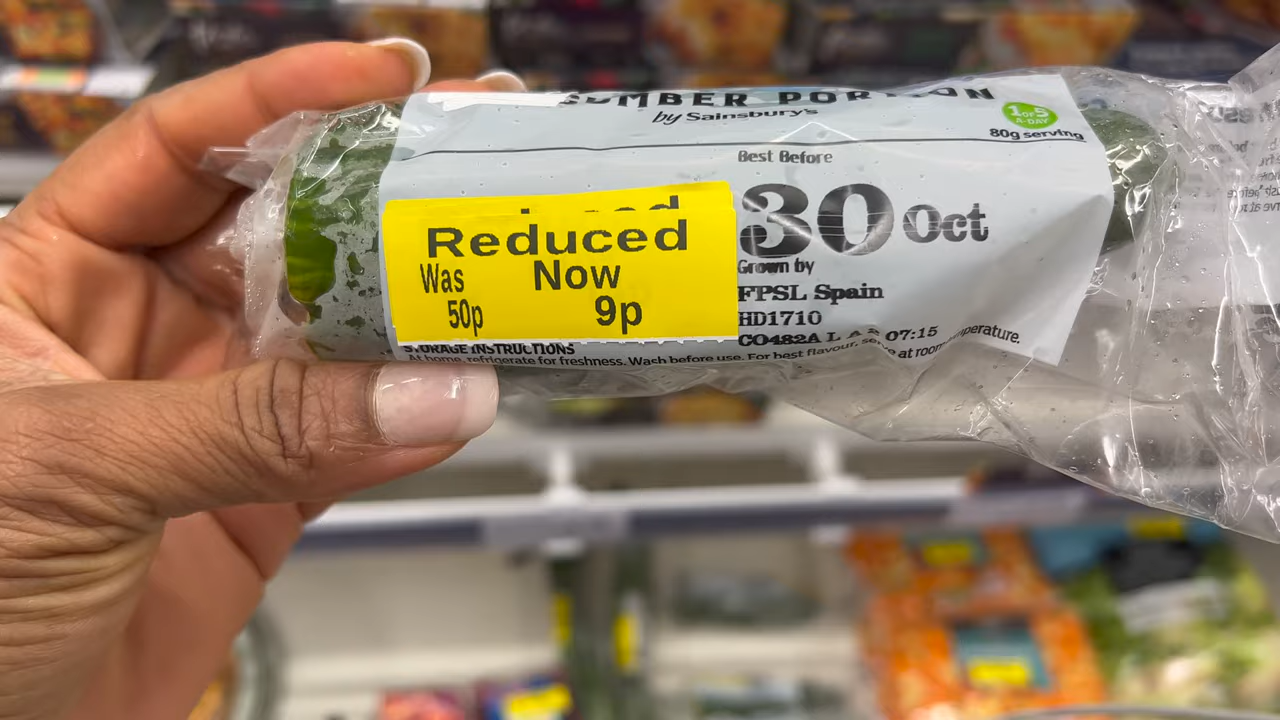 PORTION
by Sainsbury's
1 OF 5
A-DAY
80g serving
Best Before
30 Oct
Reduced
Was Now
50p 9p
Grown by
FPSL Spain
HD1710
CO482A L A 07:15
STORAGE INSTRUCTIONS
At home, refrigerate for freshness. Wash before use. For best flavour, serve at room temperature.